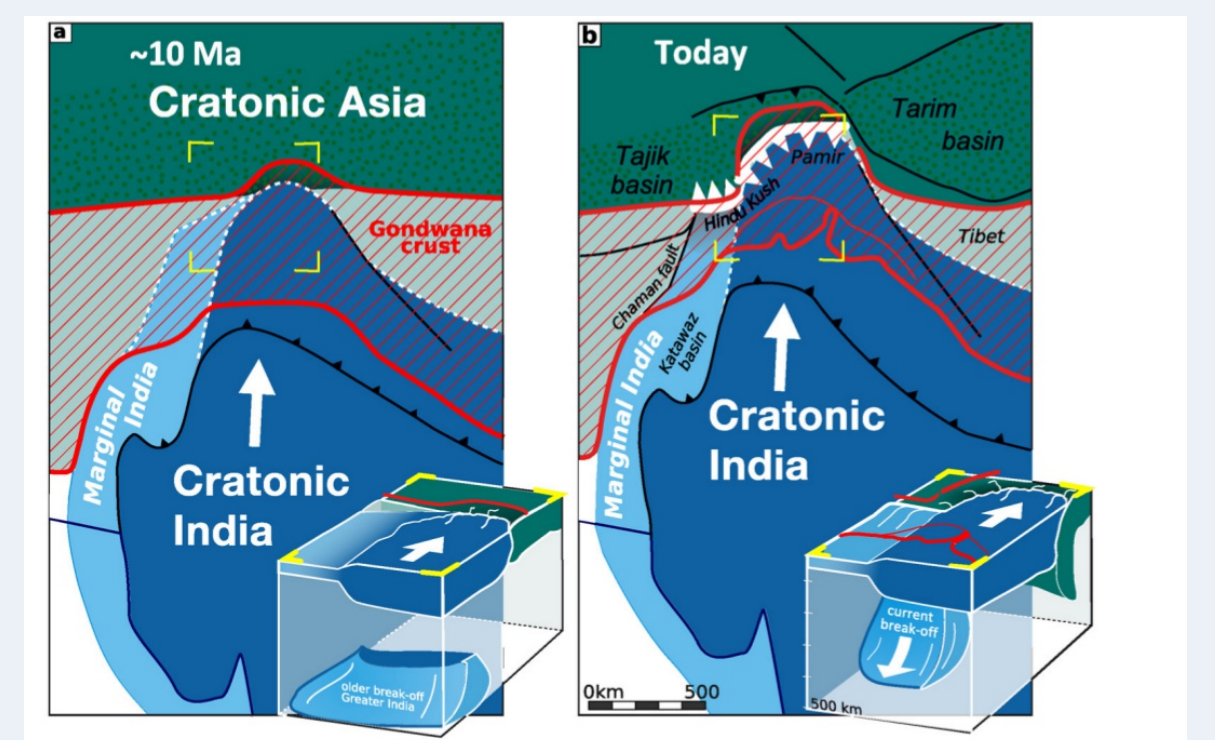 a
~10 Ma
Cratonic Asia
Gondwana
crust
Marginal
India
Cratonic
India
older break-off
Greater India
b
Today
Tarim
basin
Tajik
basin
Pamir
Hindu Kush
Tibet
Chaman fault
Katawaz
basin
Marginal India
Cratonic
India
current
break-off
0km 500
500 km